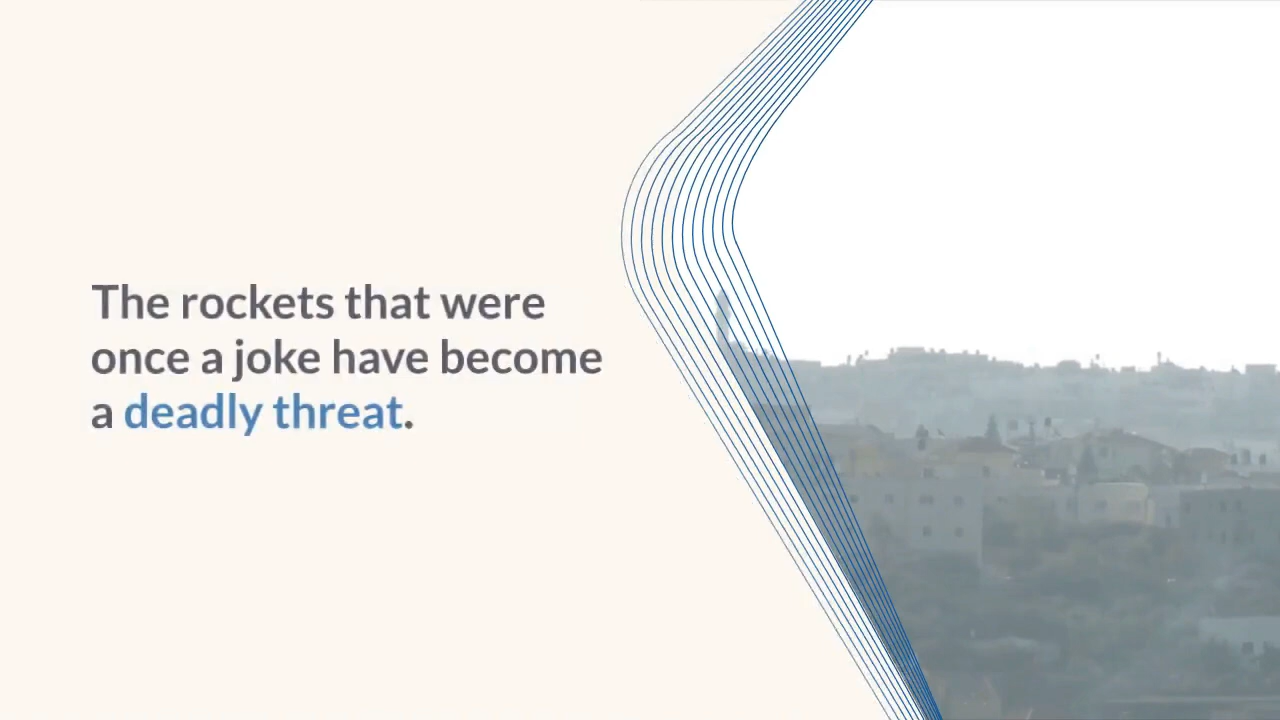 The rockets that were
once a joke have become
a deadly threat.